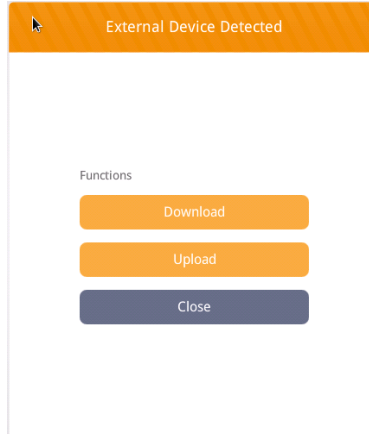 External Device Detected
Functions
Download
Upload
Close